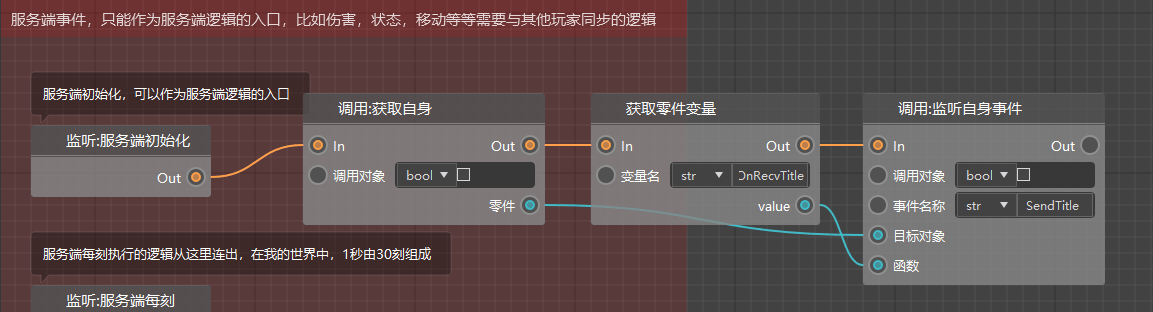 服务端事件，只能作为服务端逻辑的入口，比如伤害，状态，移动等等需要与其他玩家同步的逻辑
服务端初始化，可以作为服务端逻辑的入口
监听:服务端初始化
Out
调用:获取自身
In
Out
调用对象
bool
零件
获取零件变量
In
Out
变量名
str
OnRecvTitle
value
调用:监听自身事件
In
Out
调用对象
bool
事件名称
str
SendTitle
目标对象
函数
服务端每刻执行的逻辑从这里连出，在我的世界中，1秒由30刻组成
监听:服务端每刻